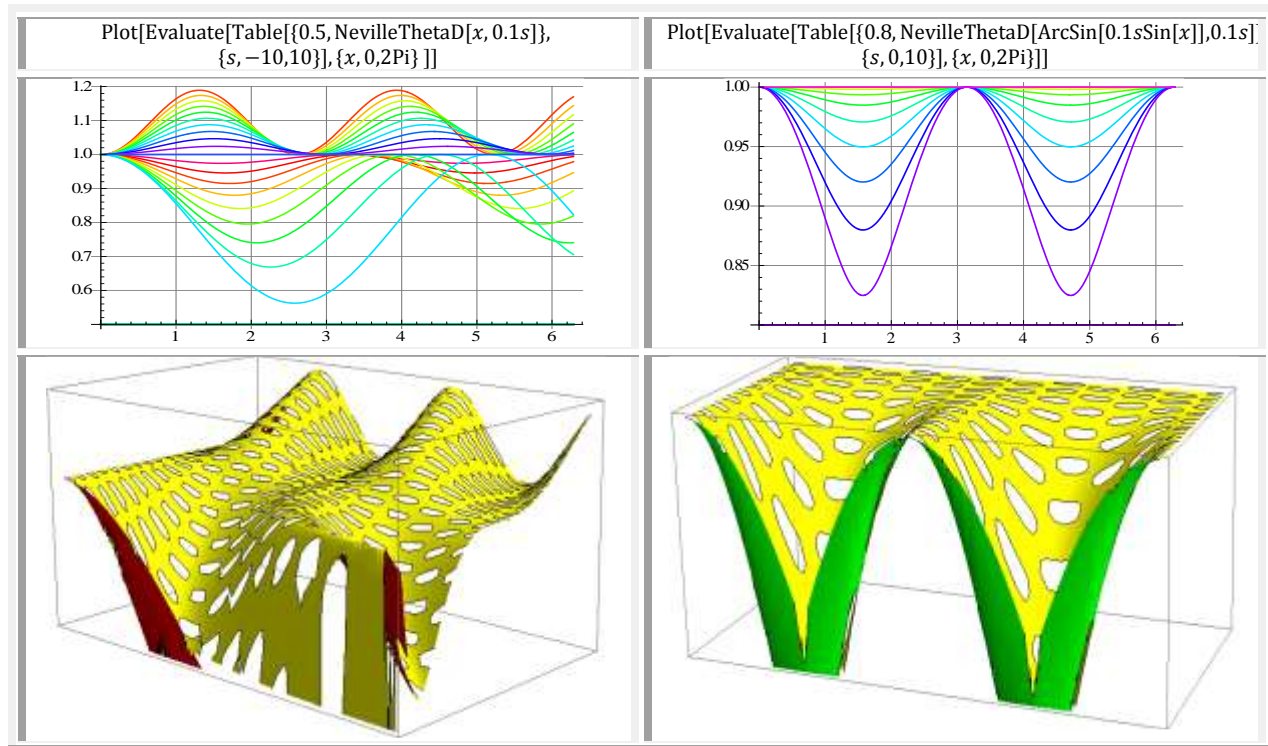 Plot[Evaluate[Table[{0.5, NevilleThetaD[x, 0.1s]},
{s, −10,10}], {x, 0,2Pi} ]]
Plot[Evaluate[Table[{0.8, NevilleThetaD[ArcSin[0.1sSin[x]],0.1s]}
{s, 0,10}], {x, 0,2Pi}]]
1.2
1.1
1.0
0.9
0.8
0.7
0.6
1 2 3 4 5 6
1.00
0.95
0.90
0.85
1 2 3 4 5 6